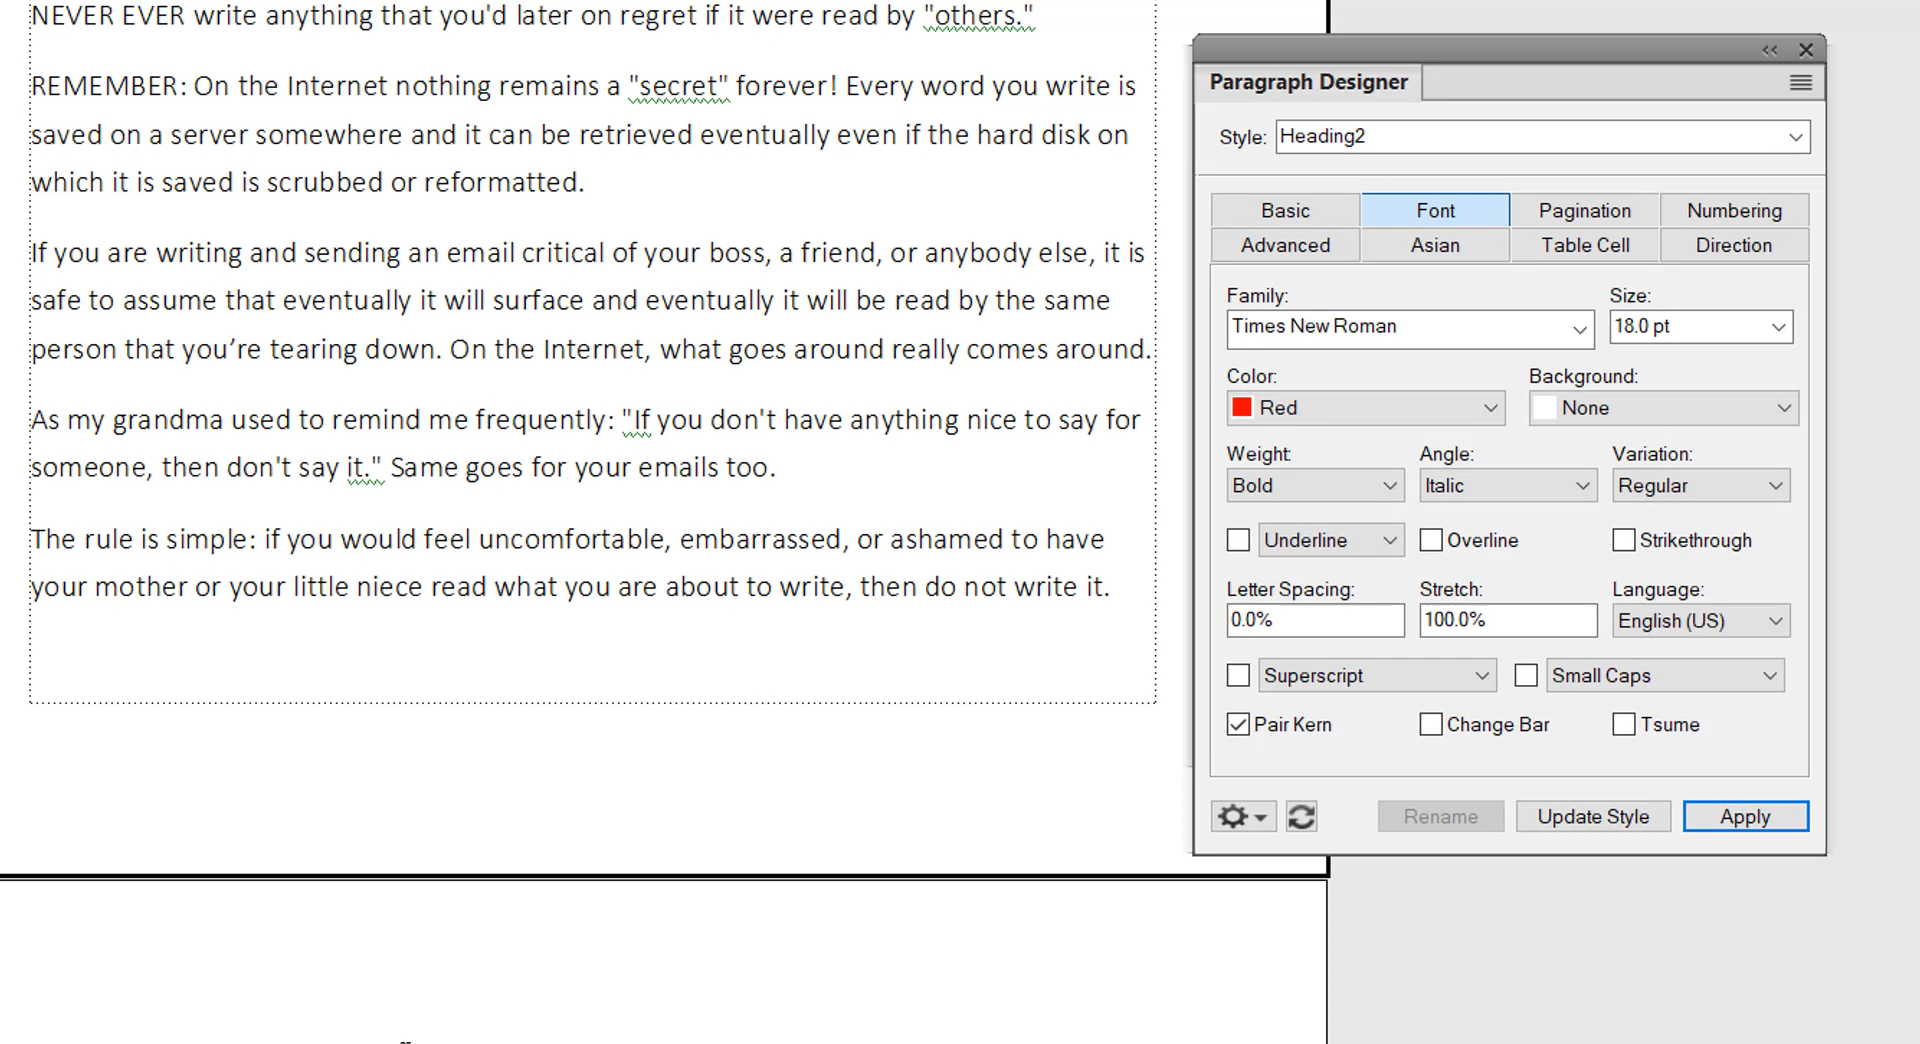 NEVER EVER write anything that you'd later on regret if it were read by "others."
REMEMBER: On the Internet nothing remains a "secret" forever! Every word you write is
saved on a server somewhere and it can be retrieved eventually even if the hard disk on
which it is saved is scrubbed or reformatted.
If you are writing and sending an email critical of your boss, a friend, or anybody else, it is
safe to assume that eventually it will surface and eventually it will be read by the same
person that you’re tearing down. On the Internet, what goes around really comes around.
As my grandma used to remind me frequently: "If you don't have anything nice to say for
someone, then don't say it." Same goes for your emails too.
The rule is simple: if you would feel uncomfortable, embarrassed, or ashamed to have
your mother or your little niece read what you are about to write, then do not write it.
Paragraph Designer
Style: Heading2
Basic Font Pagination Numbering
Advanced Asian Table Cell Direction
Family: Size:
Times New Roman 18.0 pt
Color: Background:
Red None
Weight: Angle: Variation:
Bold Italic Regular
Underline Overline Strikethrough
Letter Spacing: Stretch: Language:
0.0% 100.0% English (US)
Superscript Small Caps
Pair Kern Change Bar Tsume
Rename Update Style Apply